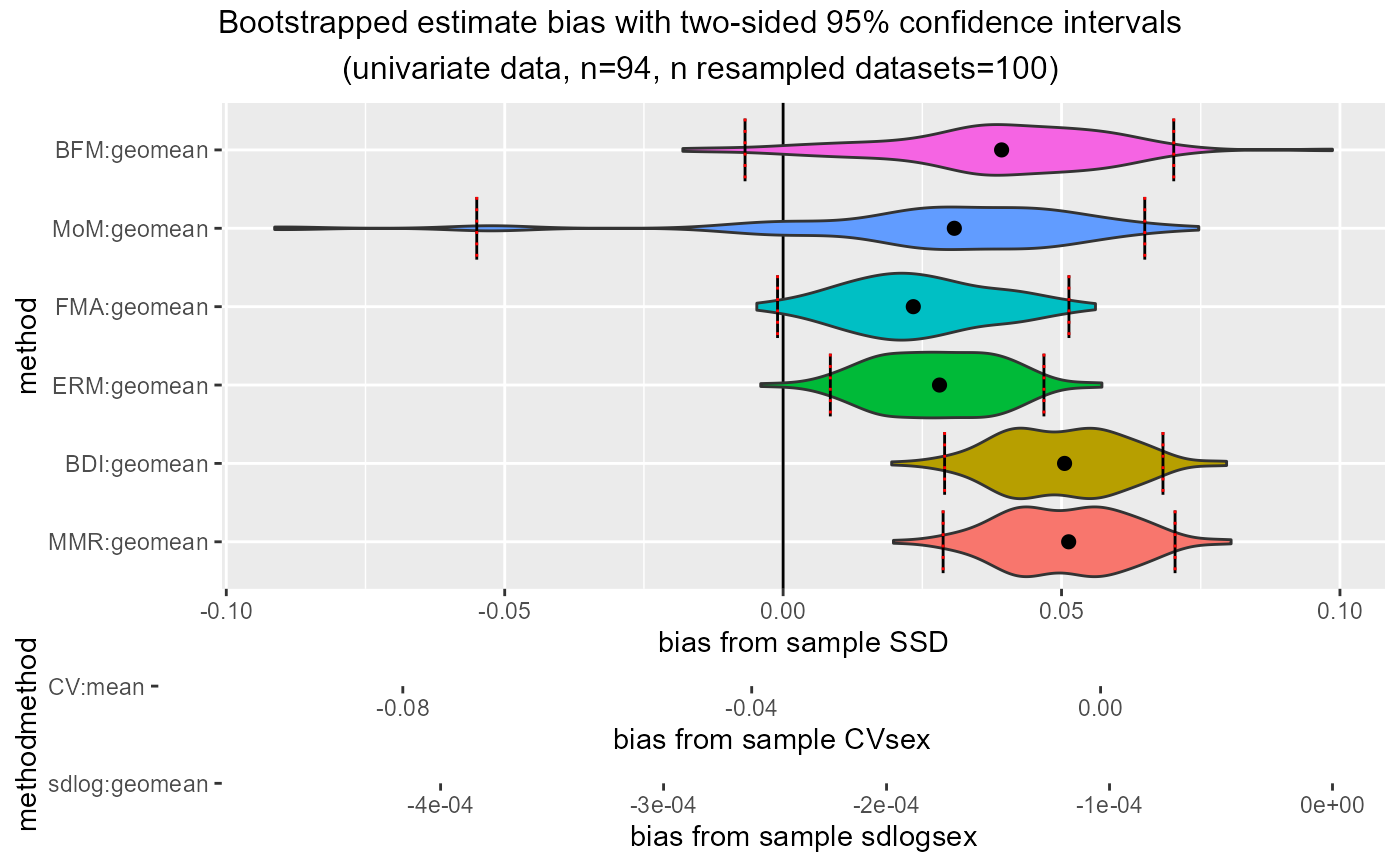 Bootstrapped estimate bias with two-sided 95% confidence intervals
(univariate data, n=94, n resampled datasets=100)
method
BFM:geomean
MoM:geomean
FMA:geomean
ERM:geomean
BDI:geomean
MMR:geomean
-0.10 -0.05 0.00 0.05 0.10
bias from sample SSD
method
CV:mean
-0.08 -0.04 0.00
bias from sample CVsex
method
sdlog:geomean
-4e-04 -3e-04 -2e-04 -1e-04 0e+00
bias from sample sdlogsex